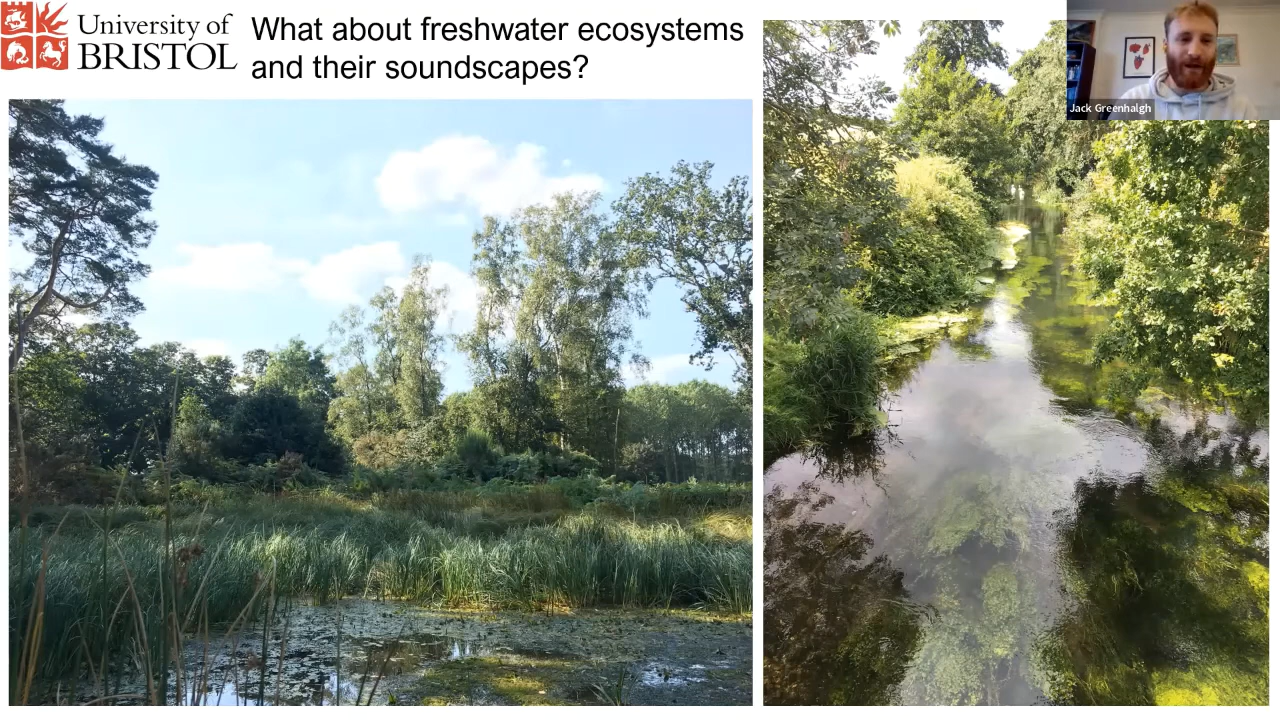 University of
BRISTOL
What about freshwater ecosystems
and their soundscapes?
Jack Greenhalgh